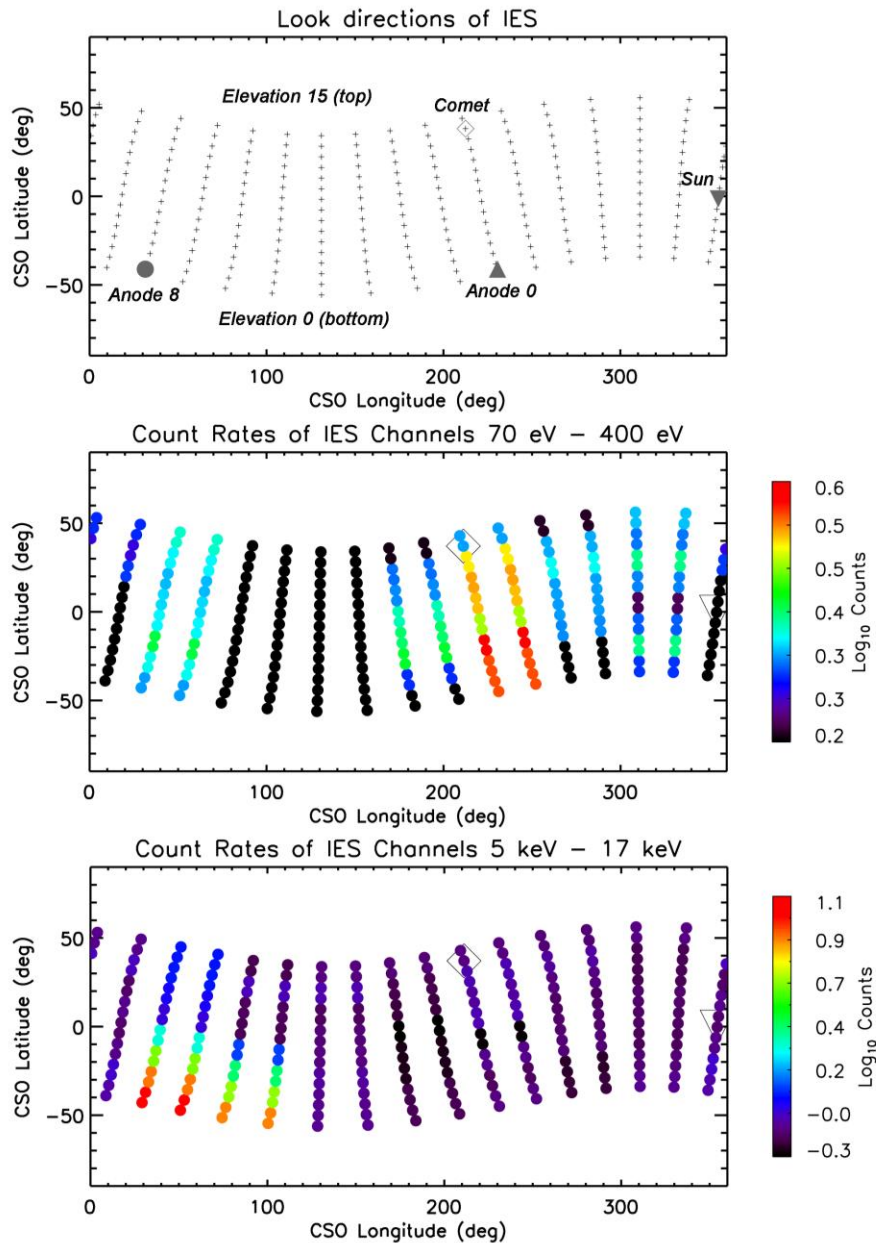 Look directions of IES
Elevation 15 (top)
Comet
Sun
Anode 8
Anode 0
Elevation 0 (bottom)
50
0
−50
CSO Latitude (deg)
0
100
200
300
CSO Longitude (deg)
Count Rates of IES Channels 70 eV − 400 eV
50
0
−50
CSO Latitude (deg)
0
100
200
300
CSO Longitude (deg)
0.6
0.5
0.5
0.4
0.3
0.3
0.2
Log10 Counts
Count Rates of IES Channels 5 keV − 17 keV
50
0
−50
CSO Latitude (deg)
0
100
200
300
CSO Longitude (deg)
1.1
0.9
0.6
0.4
0.2
−0.0
−0.3
Log10 Counts